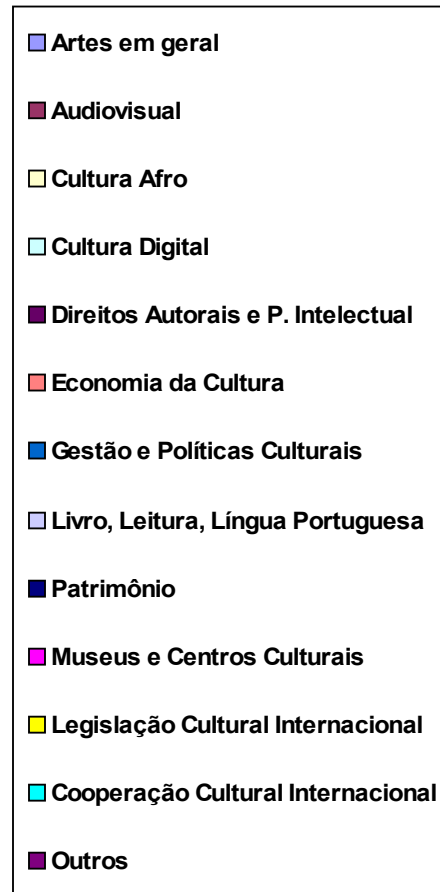 Artes em geral
Audiovisual
Cultura Afro
Cultura Digital
Direitos Autorais e P. Intelectual
Economia da Cultura
Gestão e Políticas Culturais
Livro, Leitura, Língua Portuguesa
Patrimônio
Museus e Centros Culturais
Legislação Cultural Internacional
Cooperação Cultural Internacional
Outros